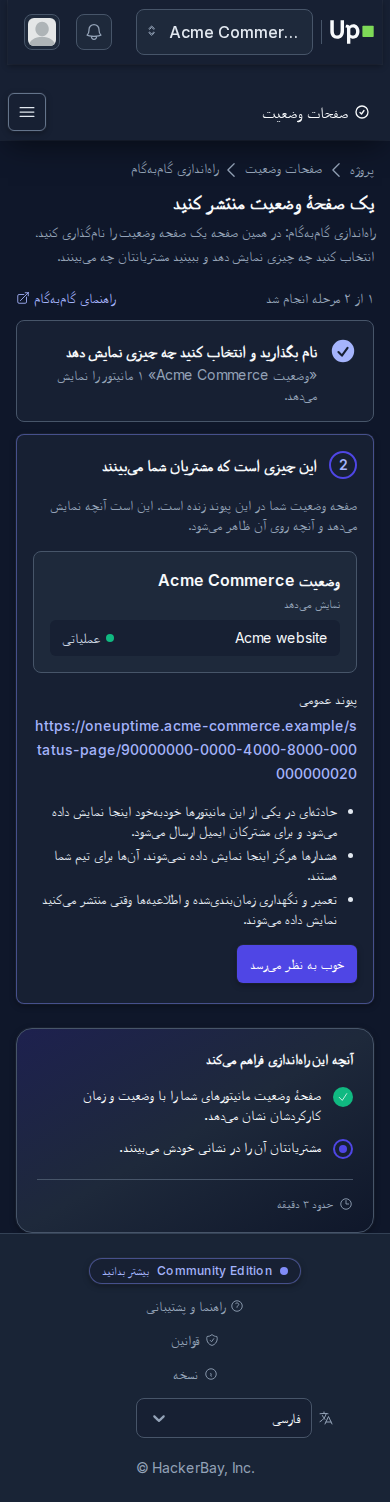 Up
Acme Commer...
صفحات وضعیت
پروژه
صفحات وضعیت
راه‌اندازی گام‌به‌گام
یک صفحهٔ وضعیت منتشر کنید
راه‌اندازی گام‌به‌گام: در همین صفحه یک صفحه وضعیت را نام‌گذاری کنید، انتخاب کنید چه چیزی نمایش دهد و ببینید مشتریانتان چه می‌بینند.
۱ از ۲ مرحله انجام شد
راهنمای گام‌به‌گام
نام بگذارید و انتخاب کنید چه چیزی نمایش دهد
«وضعیت Acme Commerce» ۱ مانیتور را نمایش
می‌دهد.
2
این چیزی است که مشتریان شما می‌بینند
صفحه وضعیت شما در این پیوند زنده است. این است آنچه نمایش
می‌دهد و آنچه روی آن ظاهر می‌شود.
وضعیت Acme Commerce
نمایش می‌دهد
Acme website
عملیاتی
پیوند عمومی
https://oneuptime.acme-commerce.example/s
tatus-page/90000000-0000-4000-8000-000
000000020
حادثه‌ای در یکی از این مانیتورها خودبه‌خود اینجا نمایش داده
می‌شود و برای مشترکان ایمیل ارسال می‌شود.
هشدارها هرگز اینجا نمایش داده نمی‌شوند. آن‌ها برای تیم شما
هستند.
تعمیر و نگهداری زمان‌بندی‌شده و اطلاعیه‌ها وقتی منتشر می‌کنید
نمایش داده می‌شوند.
خوب به نظر می‌رسد
آنچه این راه‌اندازی فراهم می‌کند
صفحهٔ وضعیت مانیتورهای شما را با وضعیت و زمان
کارکردشان نشان می‌دهد.
مشتریانتان آن را در نشانی خودش می‌بینند.
حدود ۳ دقیقه
Community Edition بیشتر بدانید
راهنما و پشتیبانی
قوانین
نسخه
فارسی
© HackerBay, Inc.